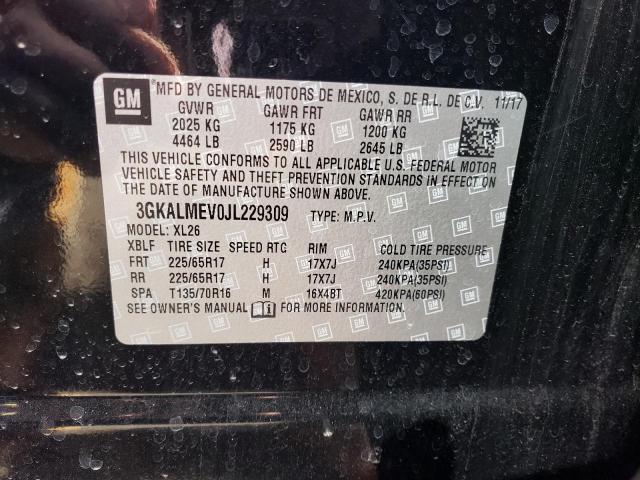 GM
®MFD BY GENERAL MOTORS DE MEXICO, S. DE R.L. DE C.V. 11/17
GVWR GAWR FRT GAWR RR
2025 KG 1175 KG 1200 KG
4464 LB 2590 LB 2645 LB
THIS VEHICLE CONFORMS TO ALL APPLICABLE U.S. FEDERAL MOTOR
VEHICLE SAFETY AND THEFT PREVENTION STANDARDS IN EFFECT ON
THE DATE OF MANUFACTURE SHOWN ABOVE.
3GKALMEV0JL229309 TYPE: M.P.V.
MODEL: XL26
XBLF TIRE SIZE SPEED RTG RIM COLD TIRE PRESSURE
FRT 225/65R17 H 17X7J 240KPA(35PSI)
RR 225/65R17 H 17X7J 240KPA(35PSI)
SPA T135/70R16 M 16X4BT 420KPA(60PSI)
SEE OWNER'S MANUAL FOR MORE INFORMATION.